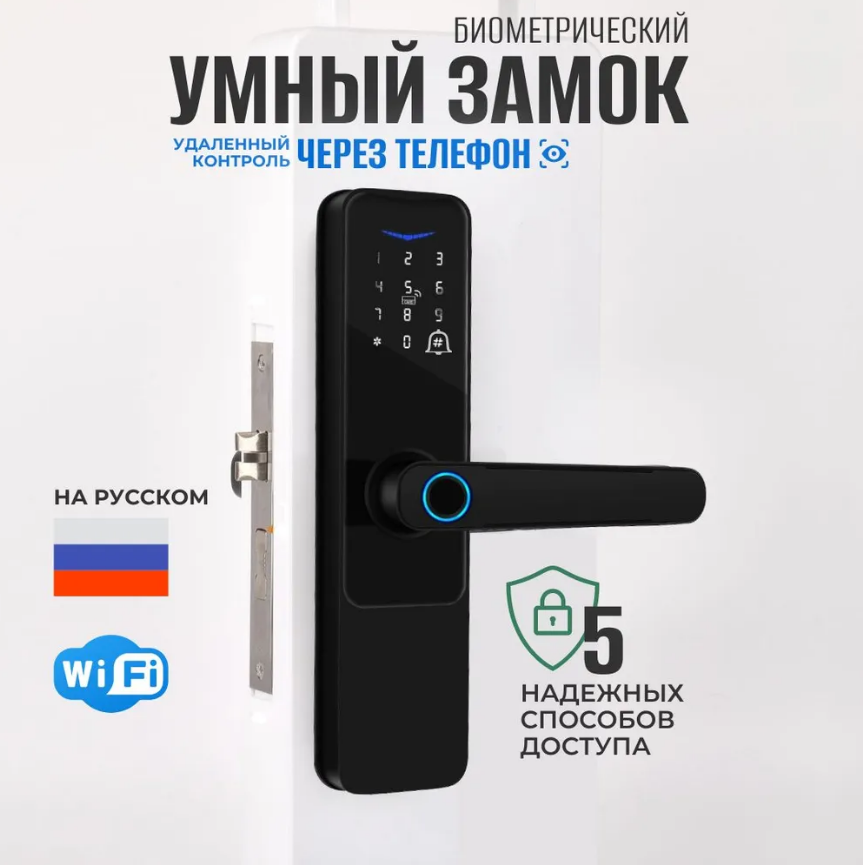 БИОМЕТРИЧЕСКИЙ
УМНЫЙ ЗАМОК
УДАЛЕННЫЙ
КОНТРОЛЬ
ЧЕРЕЗ ТЕЛЕФОН
1 2 3
4 5 6
7 8 9
* 0 #
НА РУССКОМ
WiFi
5
НАДЕЖНЫХ
СПОСОБОВ
ДОСТУПА